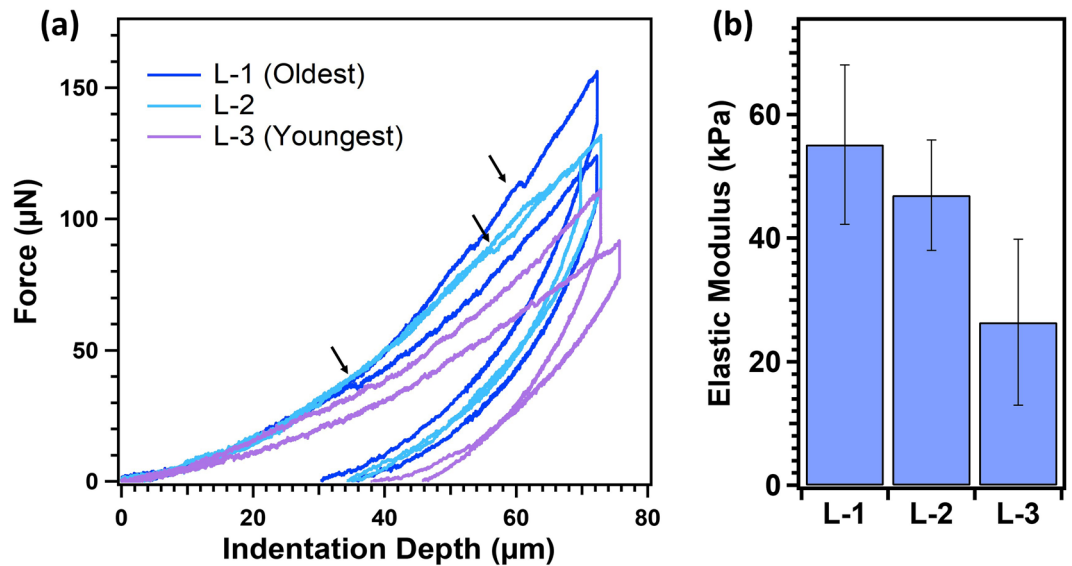 (a)
L-1 (Oldest)
L-2
L-3 (Youngest)
150
100
50
0
0 20 40 60 80
Force (µN)
Indentation Depth (µm)
(b)
60
40
20
0
L-1 L-2 L-3
Elastic Modulus (kPa)